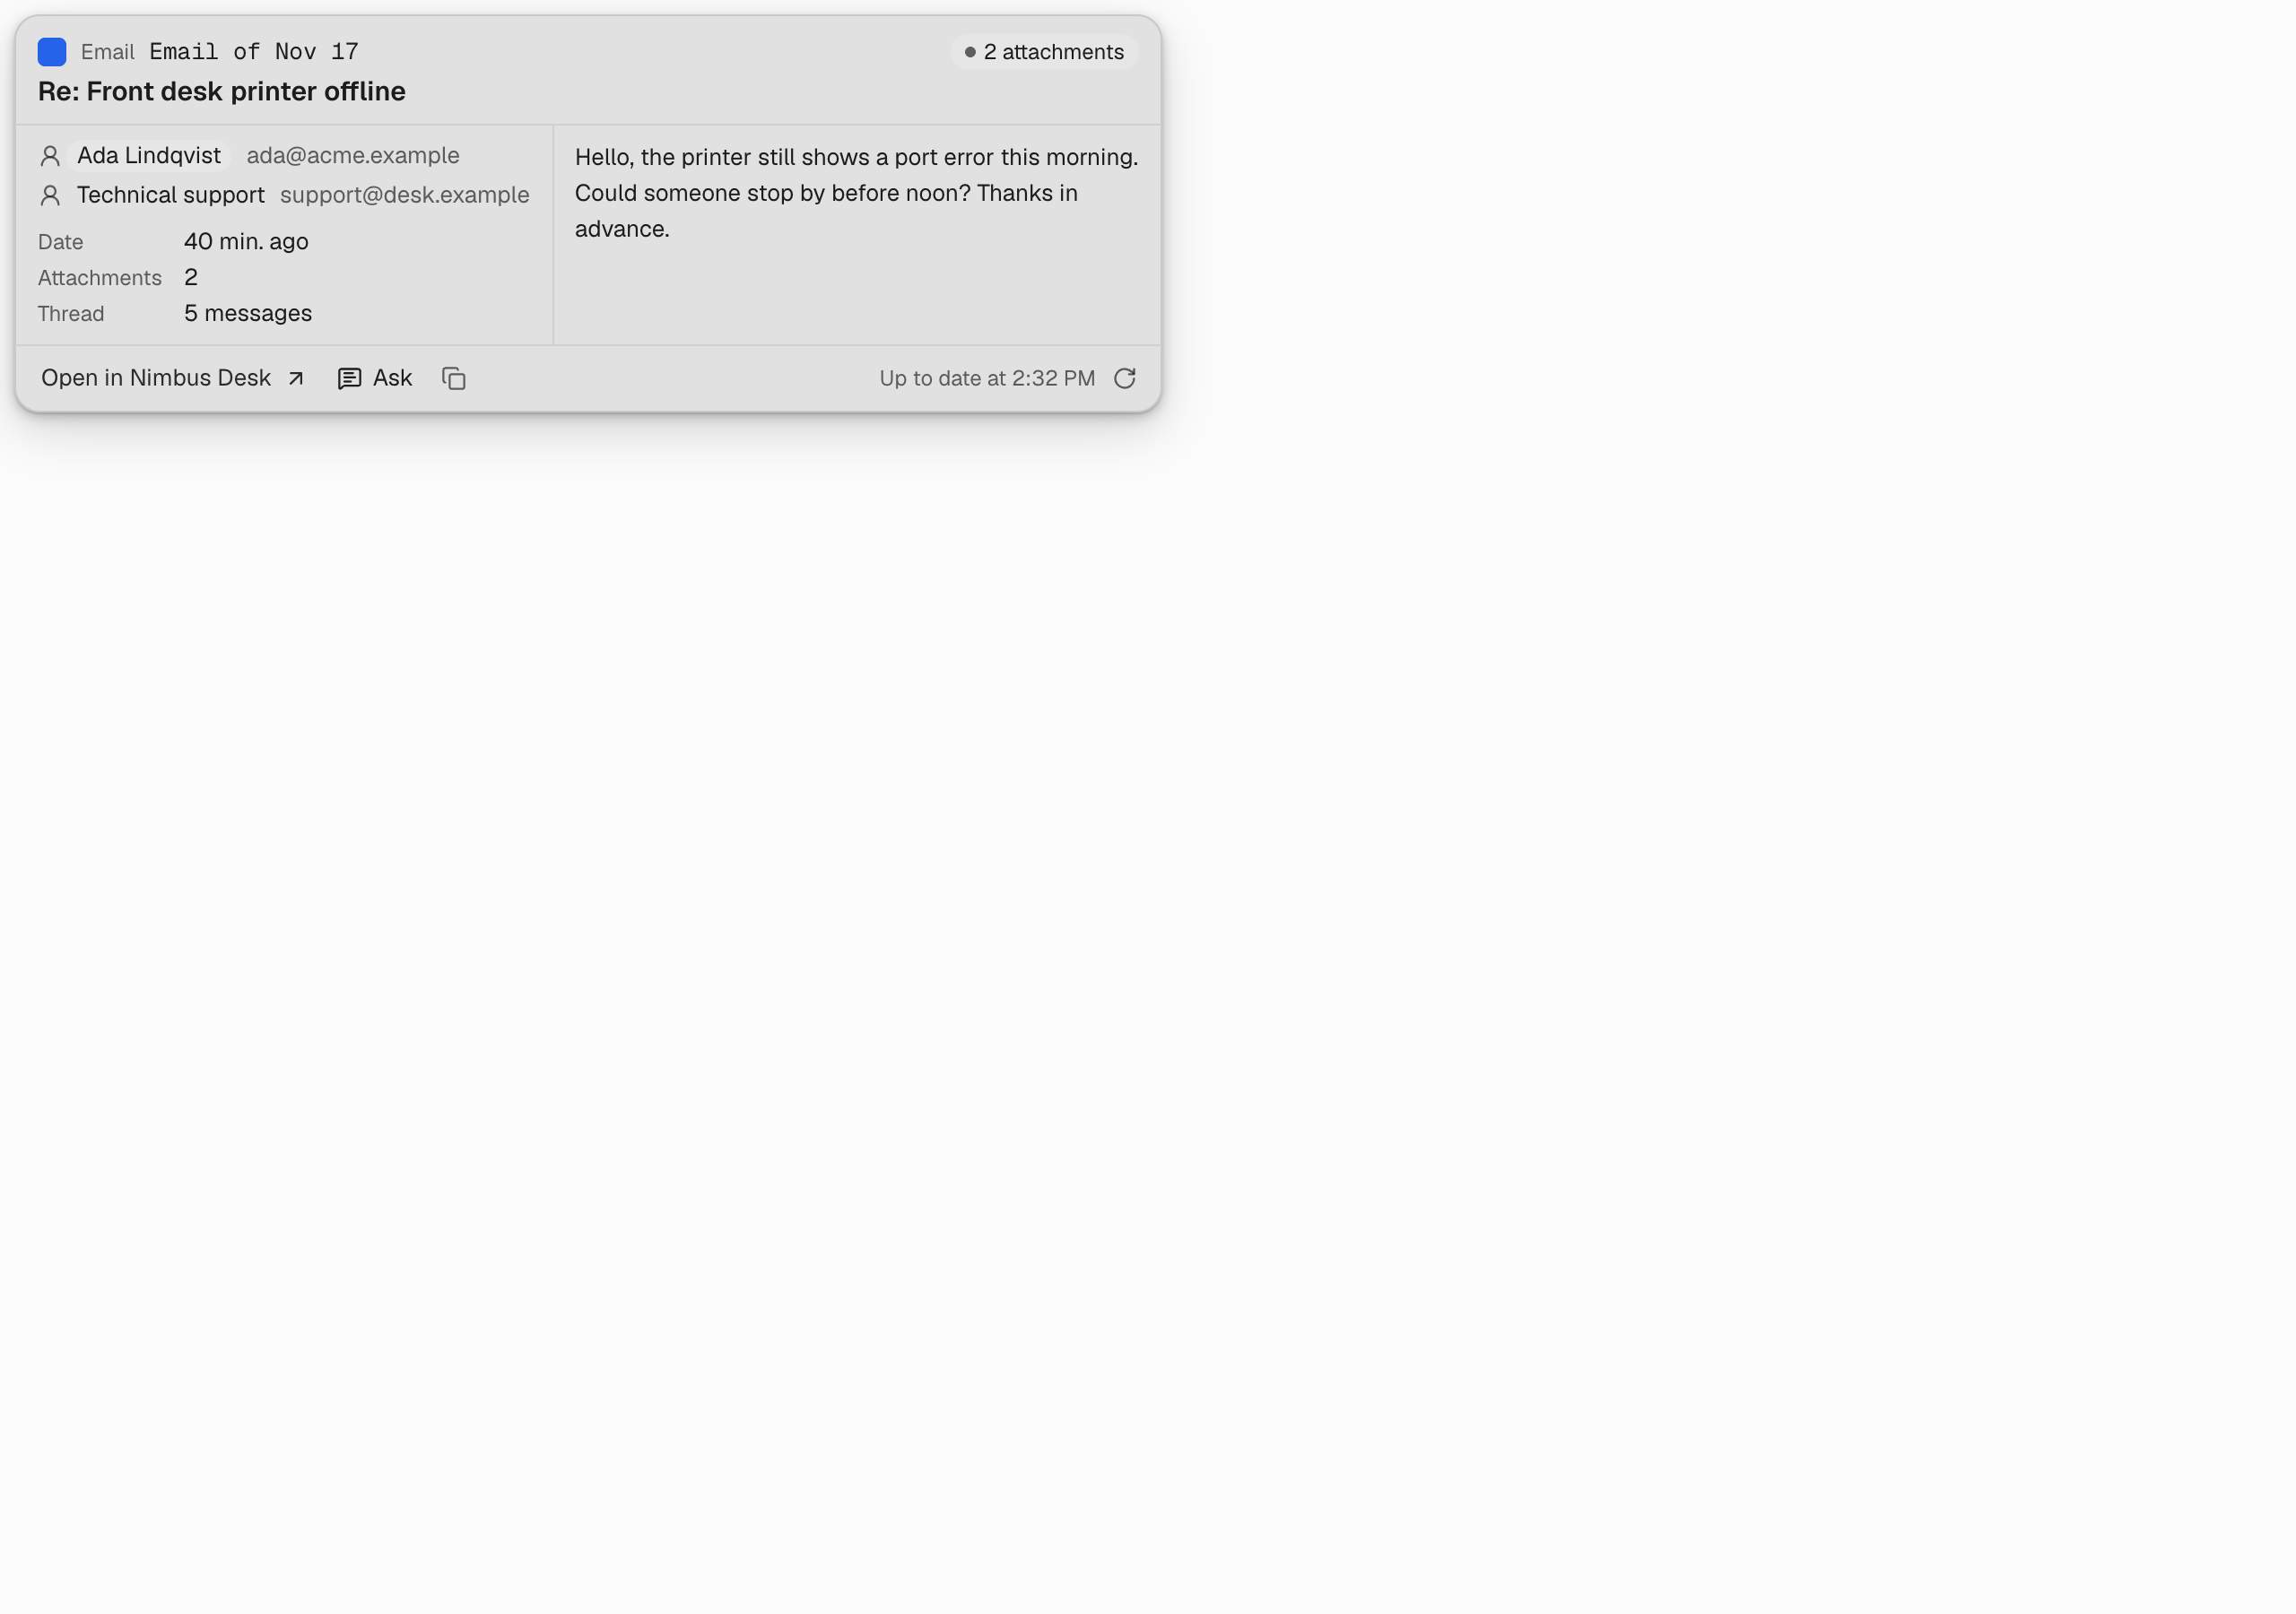 Email Email of Nov 17
2 attachments
Re: Front desk printer offline
Ada Lindqvist ada@acme.example
Technical support support@desk.example
Date 40 min. ago
Attachments 2
Thread 5 messages
Hello, the printer still shows a port error this morning.
Could someone stop by before noon? Thanks in
advance.
Open in Nimbus Desk
Ask
Up to date at 2:32 PM